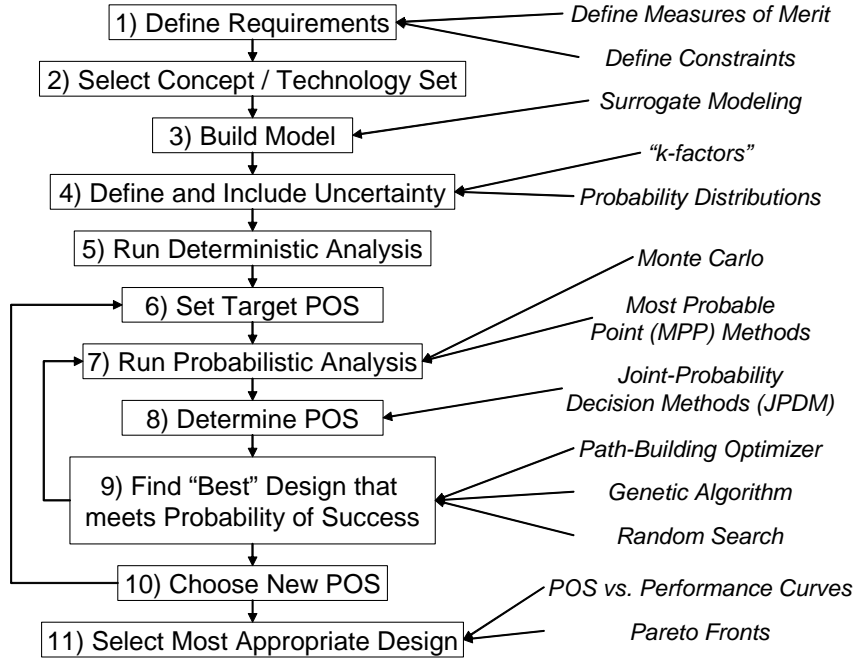 1) Define Requirements
Define Measures of Merit
Define Constraints
2) Select Concept / Technology Set
Surrogate Modeling
3) Build Model
“k-factors”
4) Define and Include Uncertainty
Probability Distributions
5) Run Deterministic Analysis
Monte Carlo
6) Set Target POS
Most Probable
Point (MPP) Methods
7) Run Probabilistic Analysis
Joint-Probability
Decision Methods (JPDM)
8) Determine POS
Path-Building Optimizer
9) Find “Best” Design that
meets Probability of Success
Genetic Algorithm
Random Search
10) Choose New POS
POS vs. Performance Curves
11) Select Most Appropriate Design
Pareto Fronts